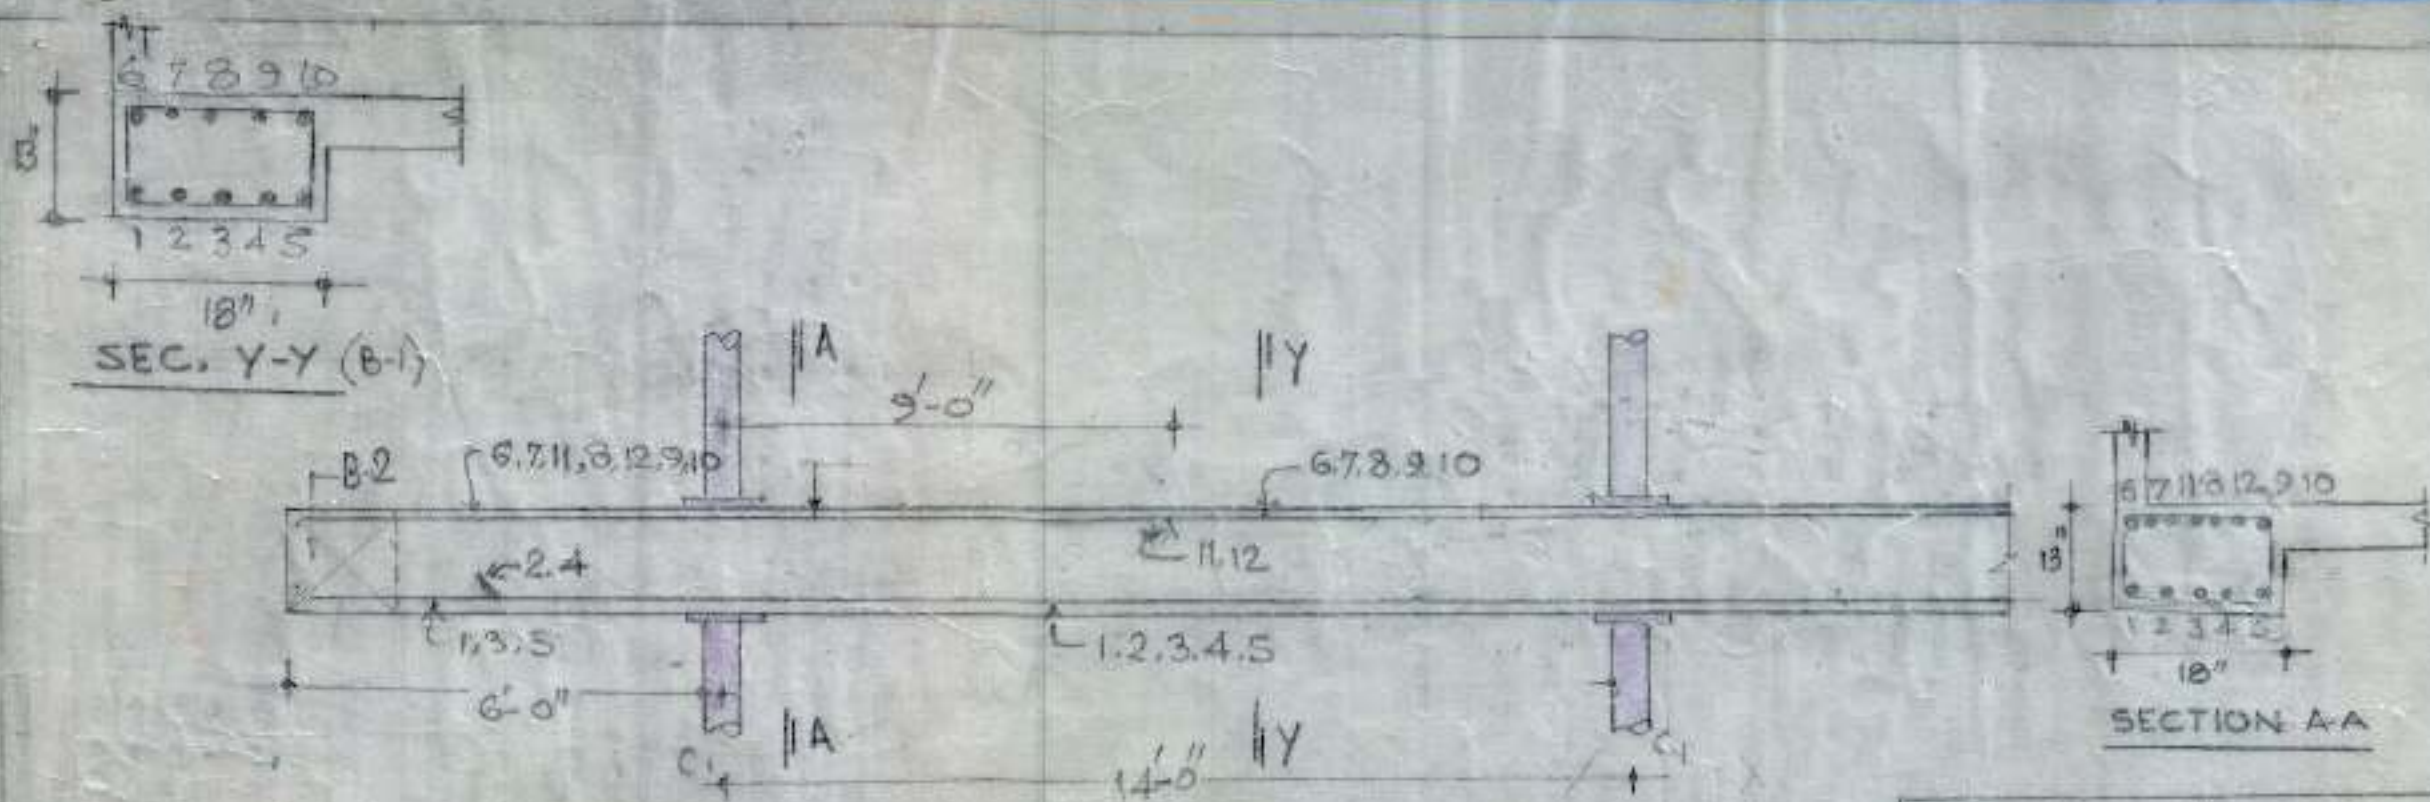 6 7 8 9 10
13"
1 2 3 4 5
18"
SEC. Y-Y (B-1)
A
Y
9'-0"
B-2
6.7.11,8.12.9,10
6.7.8.9.10
2.4
11.12
1,3,5
1.2.3.4.5
6'-0"
A
Y
C1
C1
14'-0"
6 7 11 8 12, 9 10
13"
1 2 3 4 5
18"
SECTION A-A